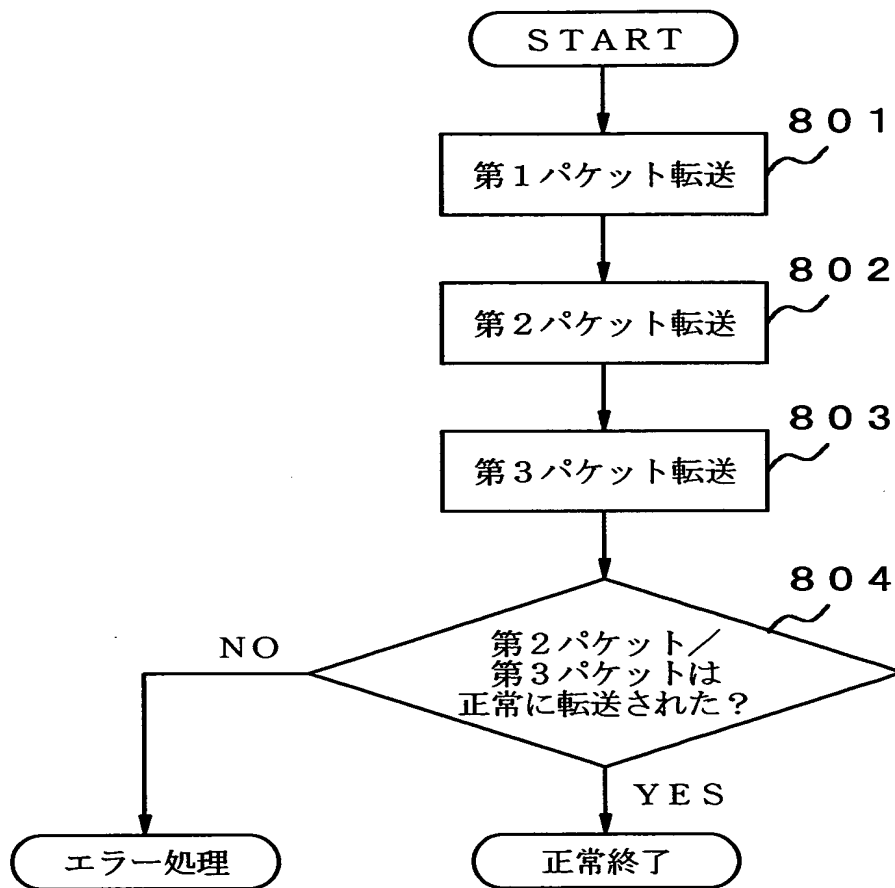 START
801
第1パケット転送
802
第2パケット転送
803
第3パケット転送
804
第2パケット／
第3パケットは
正常に転送された？
NO
YES
エラー処理
正常終了